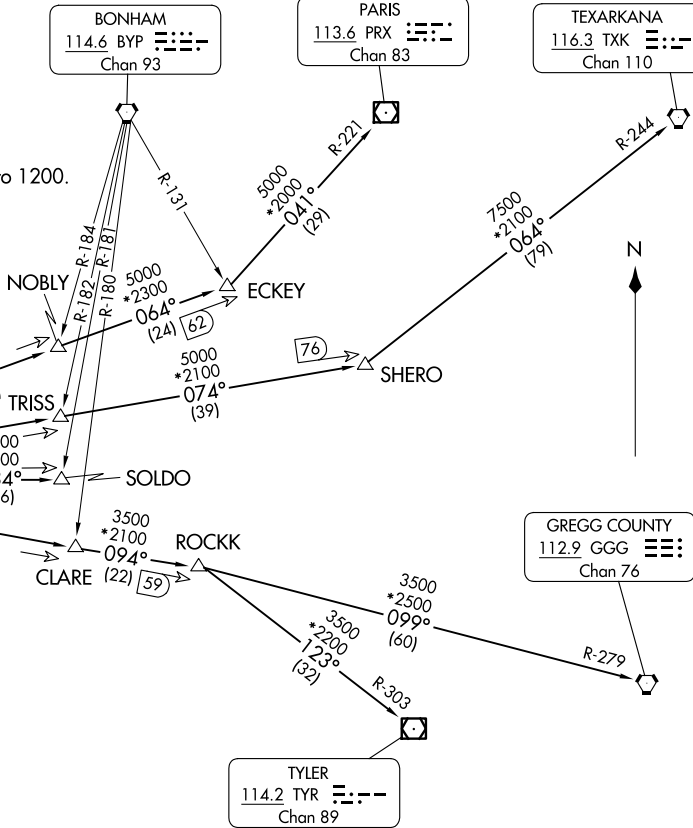 BONHAM
114.6 BYP
Chan 93
PARIS
113.6 PRX
Chan 83
TEXARKANA
116.3 TXK
Chan 110
o 1200.
R-131
R-184
R-181
R-182
R-180
R-221
5000
*2000
041°
(29)
R-244
7500
*2100
064°
(79)
N
NOBLY
5000
*2300
064°
(24)
62
ECKEY
5000
*2100
074°
(39)
76
SHERO
TRISS
00
00
4°
6)
SOLDO
CLARE
3500
*2100
094°
(22)
59
ROCKK
3500
*2500
099°
(60)
R-279
GREGG COUNTY
112.9 GGG
Chan 76
3500
*2200
123°
(32)
R-303
TYLER
114.2 TYR
Chan 89